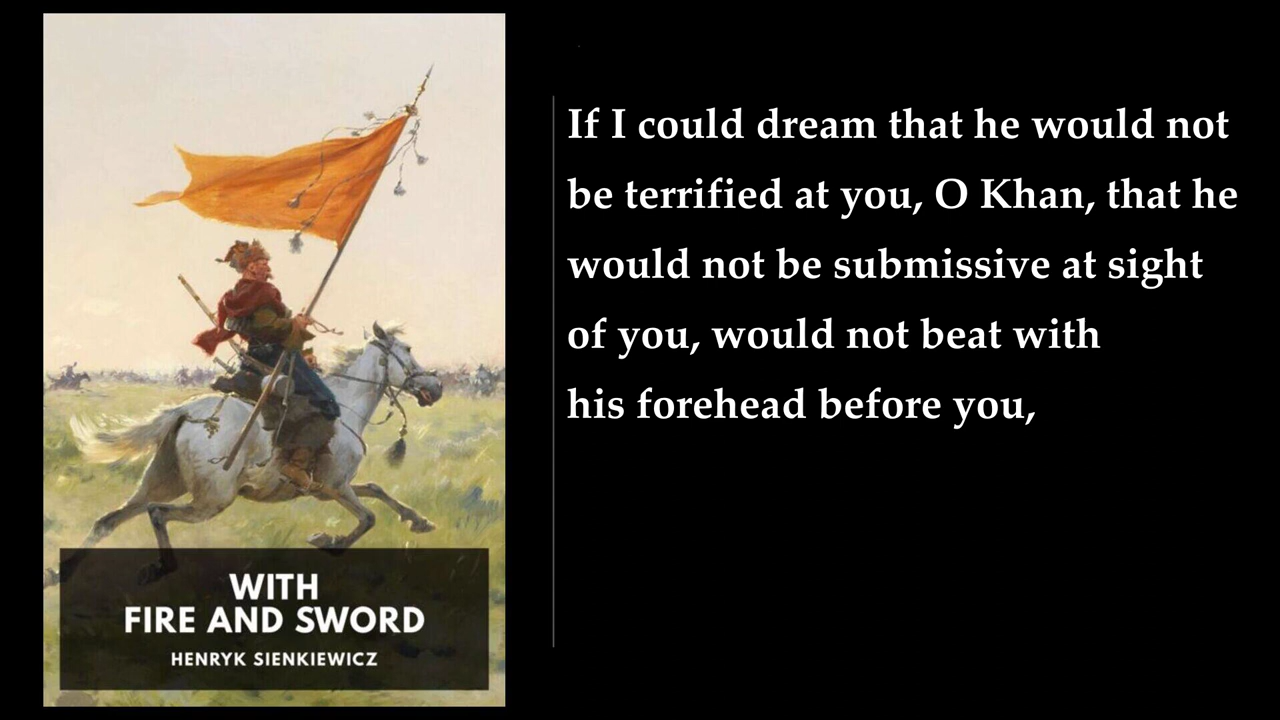 If I could dream that he would not
be terrified at you, O Khan, that he
would not be submissive at sight
of you, would not beat with
his forehead before you,
WITH
FIRE AND SWORD
HENRYK SIENKIEWICZ